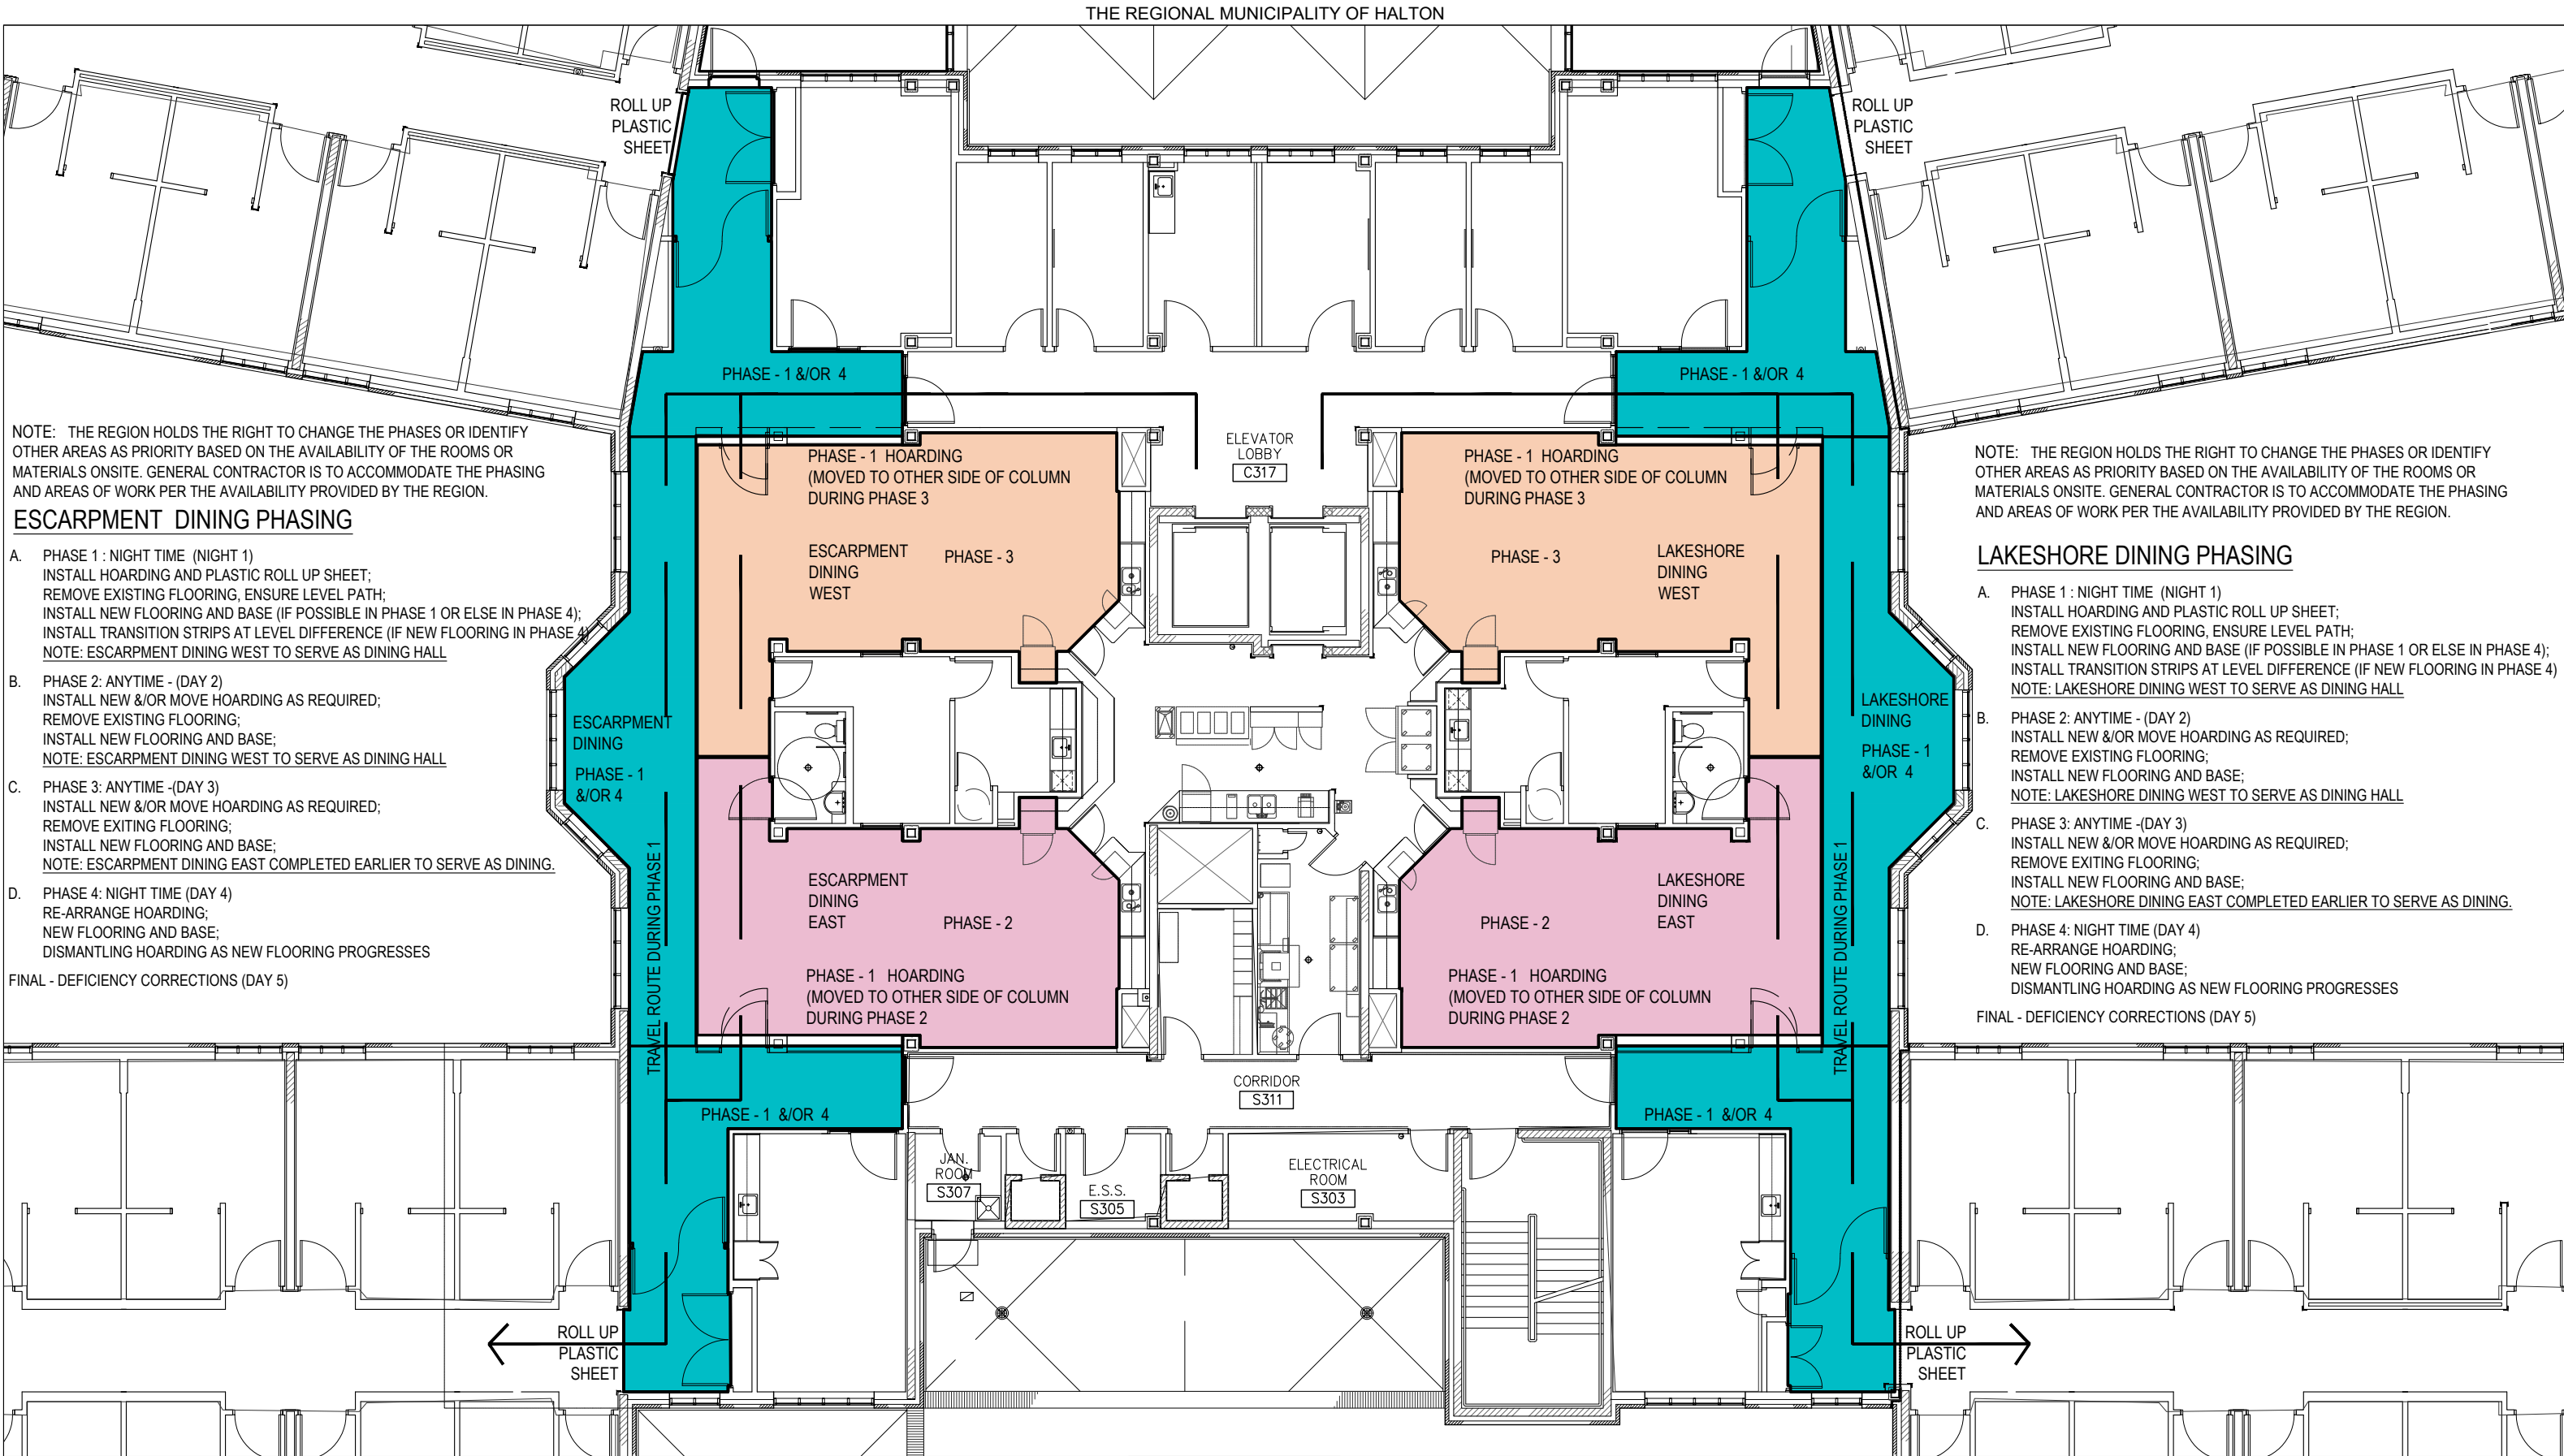 THE REGIONAL MUNICIPALITY OF HALTON
ROLL UP
PLASTIC
SHEET
ROLL UP
PLASTIC
SHEET
PHASE - 1 &/OR 4
PHASE - 1 &/OR 4
NOTE: THE REGION HOLDS THE RIGHT TO CHANGE THE PHASES OR IDENTIFY
OTHER AREAS AS PRIORITY BASED ON THE AVAILABILITY OF THE ROOMS OR
MATERIALS ONSITE. GENERAL CONTRACTOR IS TO ACCOMMODATE THE PHASING
AND AREAS OF WORK PER THE AVAILABILITY PROVIDED BY THE REGION.
ESCARPMENT DINING PHASING
A. PHASE 1 : NIGHT TIME (NIGHT 1)
INSTALL HOARDING AND PLASTIC ROLL UP SHEET;
REMOVE EXISTING FLOORING, ENSURE LEVEL PATH;
INSTALL NEW FLOORING AND BASE (IF POSSIBLE IN PHASE 1 OR ELSE IN PHASE 4);
INSTALL TRANSITION STRIPS AT LEVEL DIFFERENCE (IF NEW FLOORING IN PHASE 4)
NOTE: ESCARPMENT DINING WEST TO SERVE AS DINING HALL
B. PHASE 2: ANYTIME - (DAY 2)
INSTALL NEW &/OR MOVE HOARDING AS REQUIRED;
REMOVE EXISTING FLOORING;
INSTALL NEW FLOORING AND BASE;
NOTE: ESCARPMENT DINING WEST TO SERVE AS DINING HALL
C. PHASE 3: ANYTIME -(DAY 3)
INSTALL NEW &/OR MOVE HOARDING AS REQUIRED;
REMOVE EXITING FLOORING;
INSTALL NEW FLOORING AND BASE;
NOTE: ESCARPMENT DINING EAST COMPLETED EARLIER TO SERVE AS DINING.
D. PHASE 4: NIGHT TIME (DAY 4)
RE-ARRANGE HOARDING;
NEW FLOORING AND BASE;
DISMANTLING HOARDING AS NEW FLOORING PROGRESSES
FINAL - DEFICIENCY CORRECTIONS (DAY 5)
PHASE - 1 HOARDING
(MOVED TO OTHER SIDE OF COLUMN
DURING PHASE 3
ESCARPMENT
DINING
WEST
PHASE - 3
ELEVATOR
LOBBY
C317
PHASE - 1 HOARDING
(MOVED TO OTHER SIDE OF COLUMN
DURING PHASE 3
PHASE - 3
LAKESHORE
DINING
WEST
ESCARPMENT
DINING
PHASE - 1
&/OR 4
TRAVEL ROUTE DURING PHASE 1
ESCARPMENT
DINING
EAST
PHASE - 2
PHASE - 1 HOARDING
(MOVED TO OTHER SIDE OF COLUMN
DURING PHASE 2
PHASE - 2
LAKESHORE
DINING
EAST
PHASE - 1 HOARDING
(MOVED TO OTHER SIDE OF COLUMN
DURING PHASE 2
LAKESHORE
DINING
PHASE - 1
&/OR 4
TRAVEL ROUTE DURING PHASE 1
NOTE: THE REGION HOLDS THE RIGHT TO CHANGE THE PHASES OR IDENTIFY
OTHER AREAS AS PRIORITY BASED ON THE AVAILABILITY OF THE ROOMS OR
MATERIALS ONSITE. GENERAL CONTRACTOR IS TO ACCOMMODATE THE PHASING
AND AREAS OF WORK PER THE AVAILABILITY PROVIDED BY THE REGION.
LAKESHORE DINING PHASING
A. PHASE 1 : NIGHT TIME (NIGHT 1)
INSTALL HOARDING AND PLASTIC ROLL UP SHEET;
REMOVE EXISTING FLOORING, ENSURE LEVEL PATH;
INSTALL NEW FLOORING AND BASE (IF POSSIBLE IN PHASE 1 OR ELSE IN PHASE 4);
INSTALL TRANSITION STRIPS AT LEVEL DIFFERENCE (IF NEW FLOORING IN PHASE 4)
NOTE: LAKESHORE DINING WEST TO SERVE AS DINING HALL
B. PHASE 2: ANYTIME - (DAY 2)
INSTALL NEW &/OR MOVE HOARDING AS REQUIRED;
REMOVE EXISTING FLOORING;
INSTALL NEW FLOORING AND BASE;
NOTE: LAKESHORE DINING WEST TO SERVE AS DINING HALL
C. PHASE 3: ANYTIME -(DAY 3)
INSTALL NEW &/OR MOVE HOARDING AS REQUIRED;
REMOVE EXITING FLOORING;
INSTALL NEW FLOORING AND BASE;
NOTE: LAKESHORE DINING EAST COMPLETED EARLIER TO SERVE AS DINING.
D. PHASE 4: NIGHT TIME (DAY 4)
RE-ARRANGE HOARDING;
NEW FLOORING AND BASE;
DISMANTLING HOARDING AS NEW FLOORING PROGRESSES
FINAL - DEFICIENCY CORRECTIONS (DAY 5)
PHASE - 1 &/OR 4
CORRIDOR
S311
PHASE - 1 &/OR 4
JAN.
ROOM
S307
E.S.S.
S305
ELECTRICAL
ROOM
S303
ROLL UP
PLASTIC
SHEET
ROLL UP
PLASTIC
SHEET